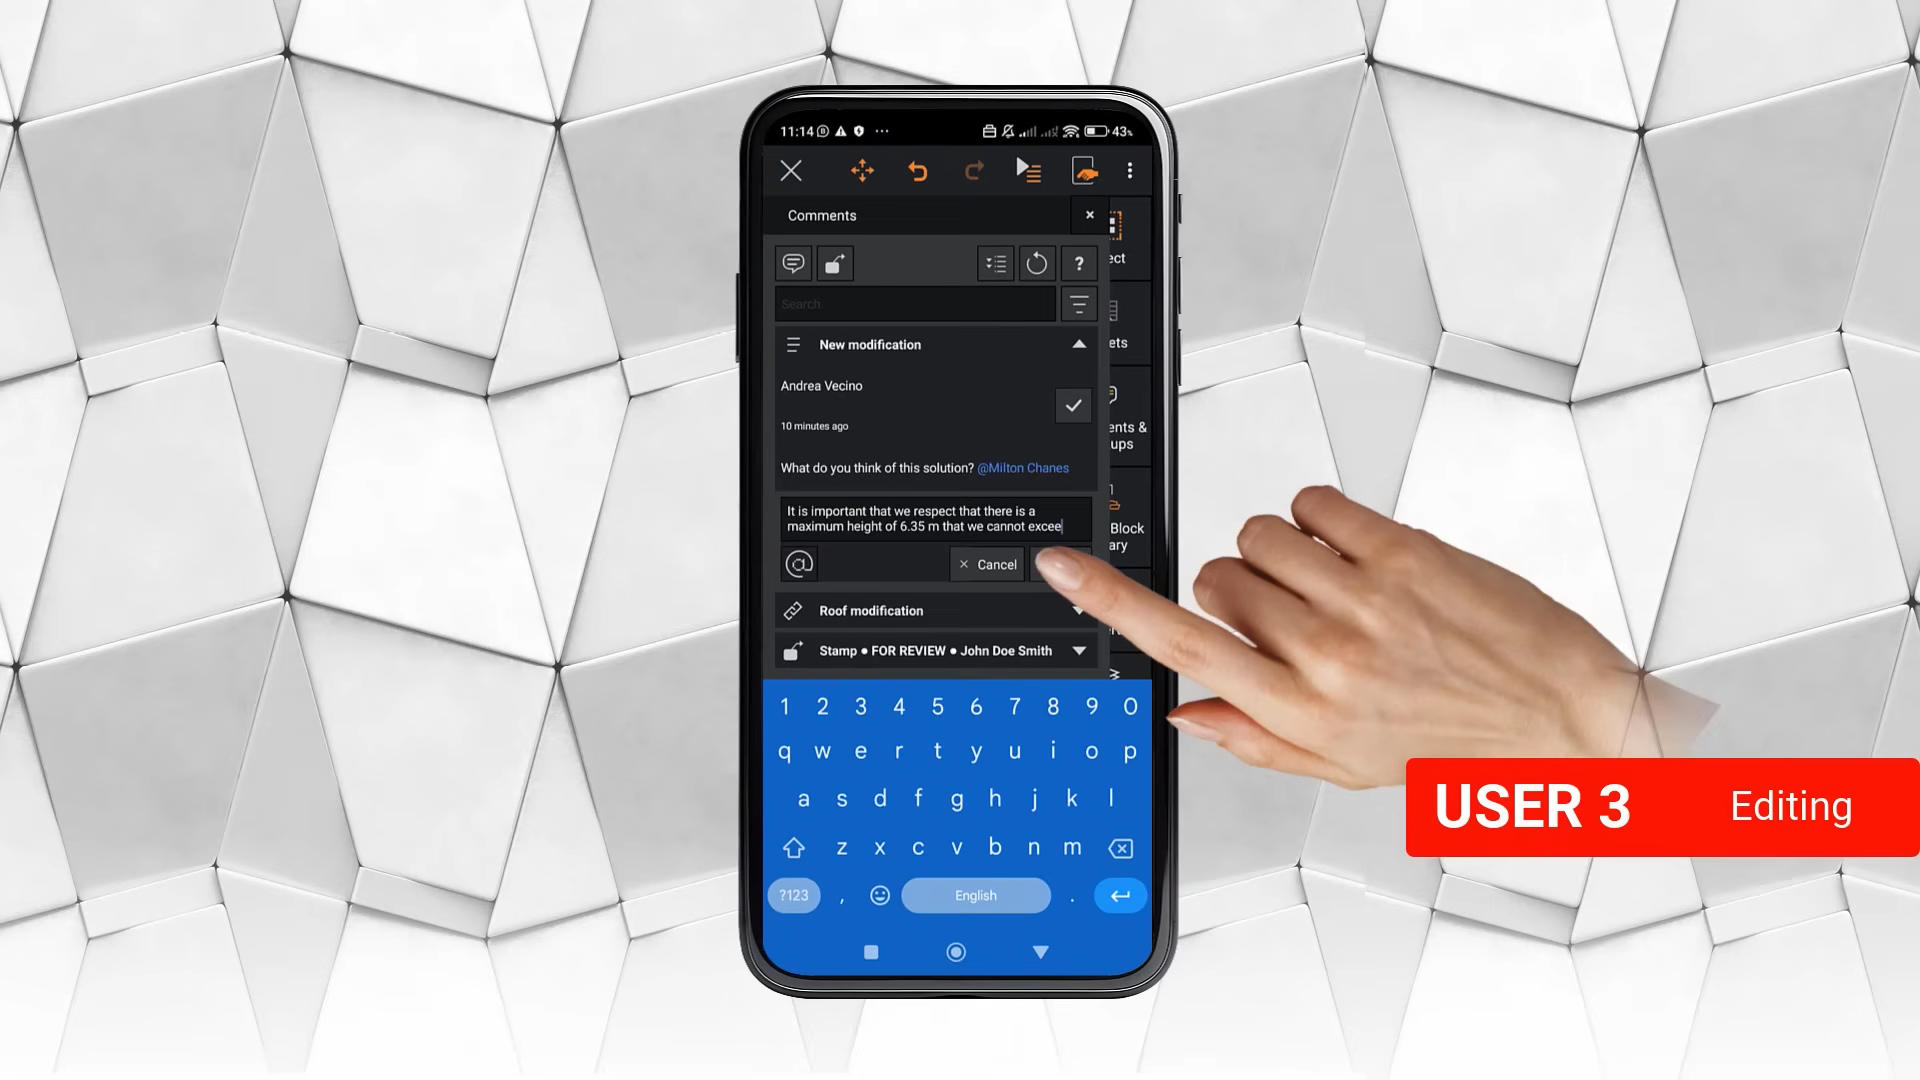 11:14
43%
Comments
ect
?
Search
ets
New modification
Andrea Vecino
10 minutes ago
ents &
ups
What do you think of this solution? @Milton Chanes
It is important that we respect that there is a
maximum height of 6.35 m that we cannot excee
Block
ary
@
× Cancel
Roof modification
Stamp ● FOR REVIEW ● John Doe Smith
1 2 3 4 5 6 7 8 9 0
q w e r t y u i o p
a s d f g h j k l
z x c v b n m
?123 , English .
USER 3 Editing